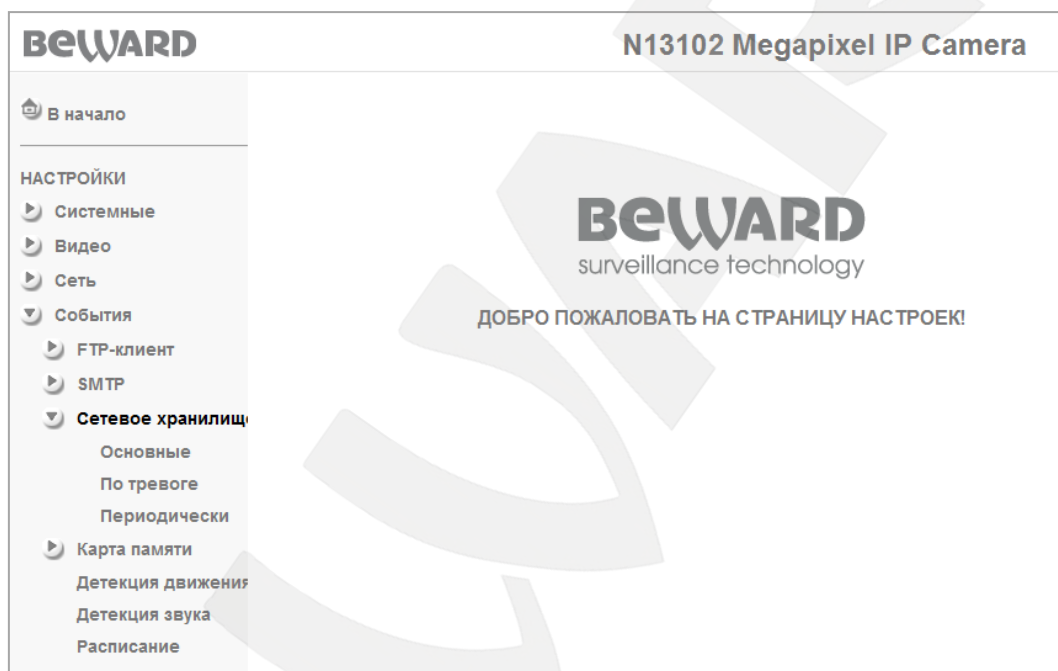 BEWARD
N13102 Megapixel IP Camera
В начало
НАСТРОЙКИ
Системные
Видео
Сеть
События
FTP-клиент
SMTP
Сетевое хранилищ
Основные
По тревоге
Периодически
Карта памяти
Детекция движения
Детекция звука
Расписание
BEWARD
surveillance technology
ДОБРО ПОЖАЛОВАТЬ НА СТРАНИЦУ НАСТРОЕК!